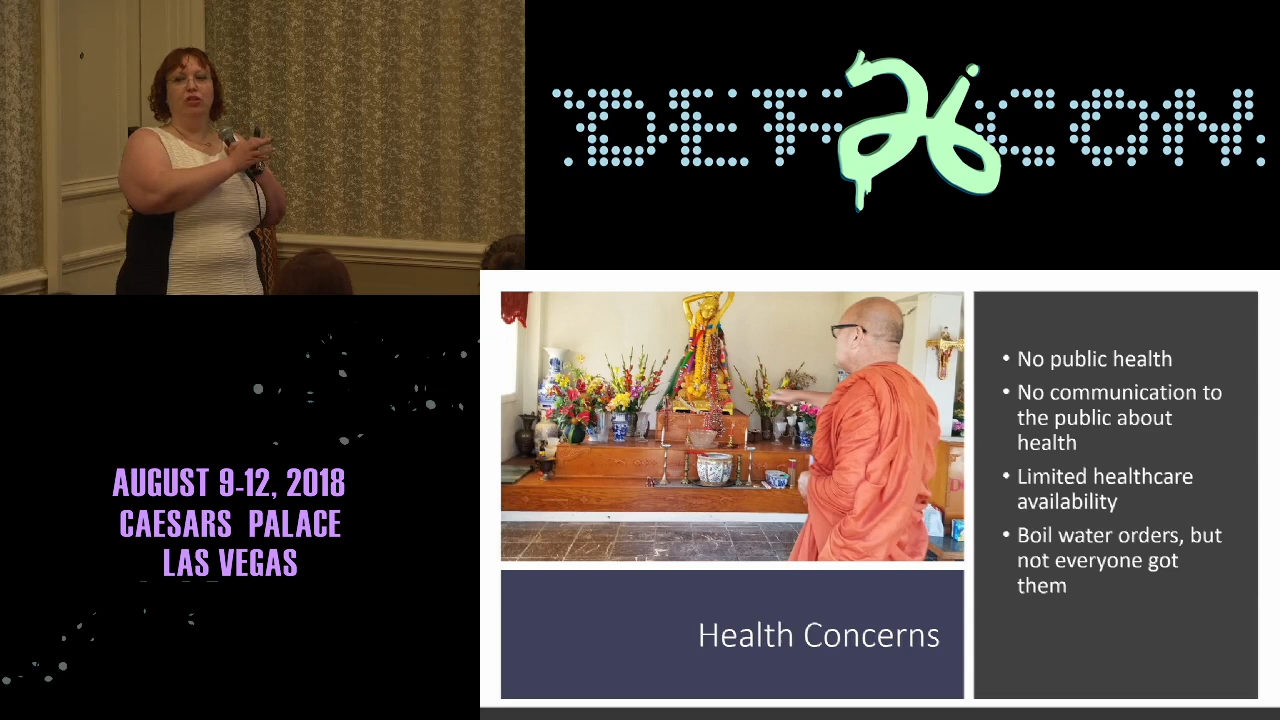 DEF 26 CON
AUGUST 9-12, 2018
CAESARS PALACE
LAS VEGAS
• No public health
• No communication to
the public about
health
• Limited healthcare
availability
• Boil water orders, but
not everyone got
them
Health Concerns